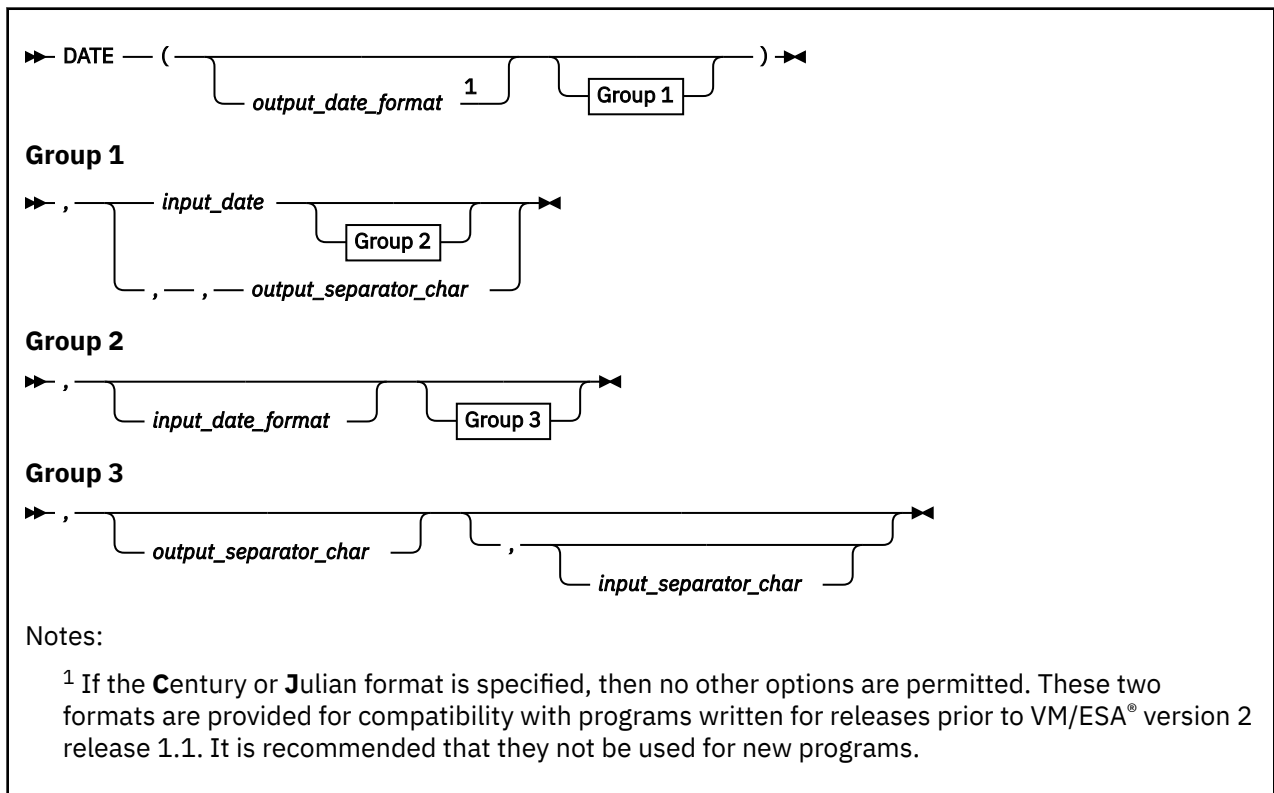 DATE ( output_date_format 1 Group 1 )
Group 1
, input_date Group 2
, , output_separator_char
Group 2
, input_date_format Group 3
Group 3
, output_separator_char , input_separator_char
Notes:
1 If the Century or Julian format is specified, then no other options are permitted. These two
formats are provided for compatibility with programs written for releases prior to VM/ESA® version 2
release 1.1. It is recommended that they not be used for new programs.